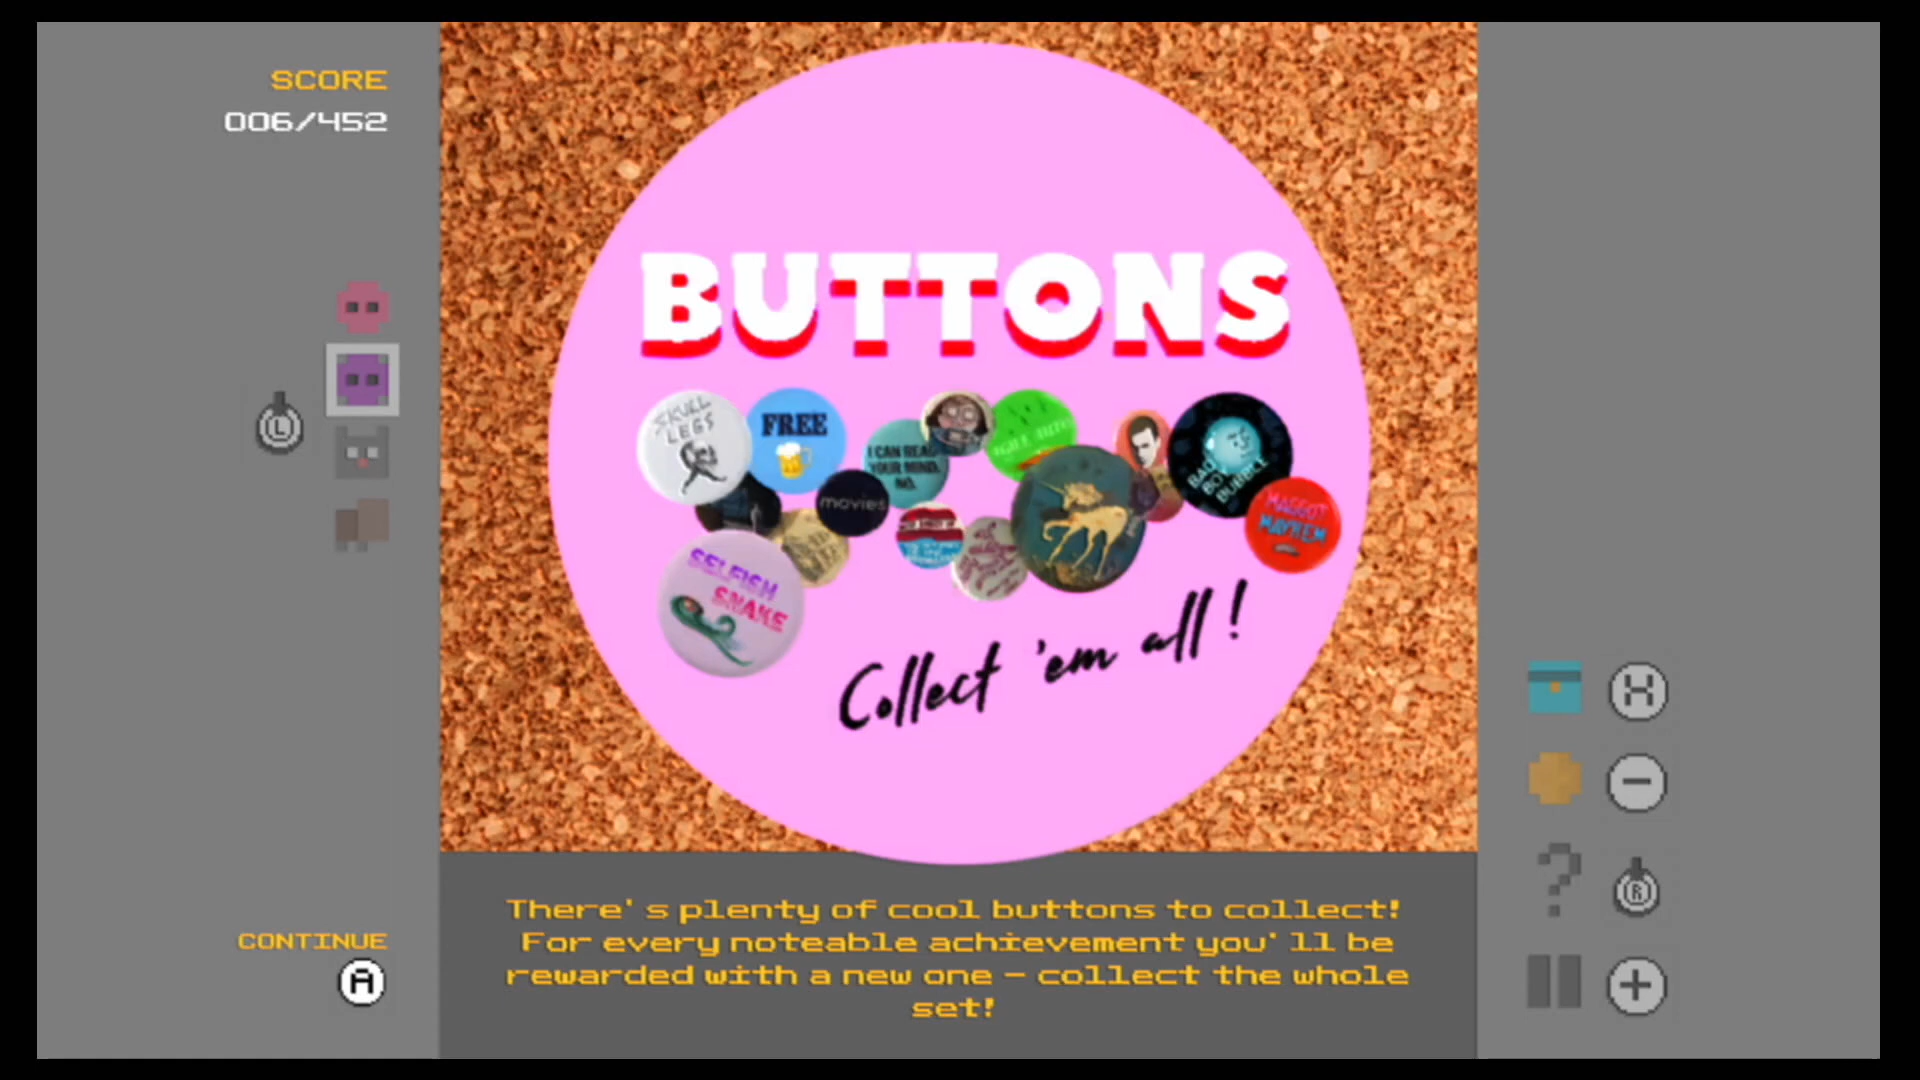 SCORE
006/452
BUTTONS
SKULL
LEGS
FREE
I CAN READ
YOUR MIND.
NO.
movies
BAD
BOY
BUBBLE
MAGGOT
MAYHEM
SELFISH
SNAKE
Collect 'em all!
L
X
R
CONTINUE
A
There's plenty of cool buttons to collect!
For every noteable achievement you'll be
rewarded with a new one - collect the whole
set!